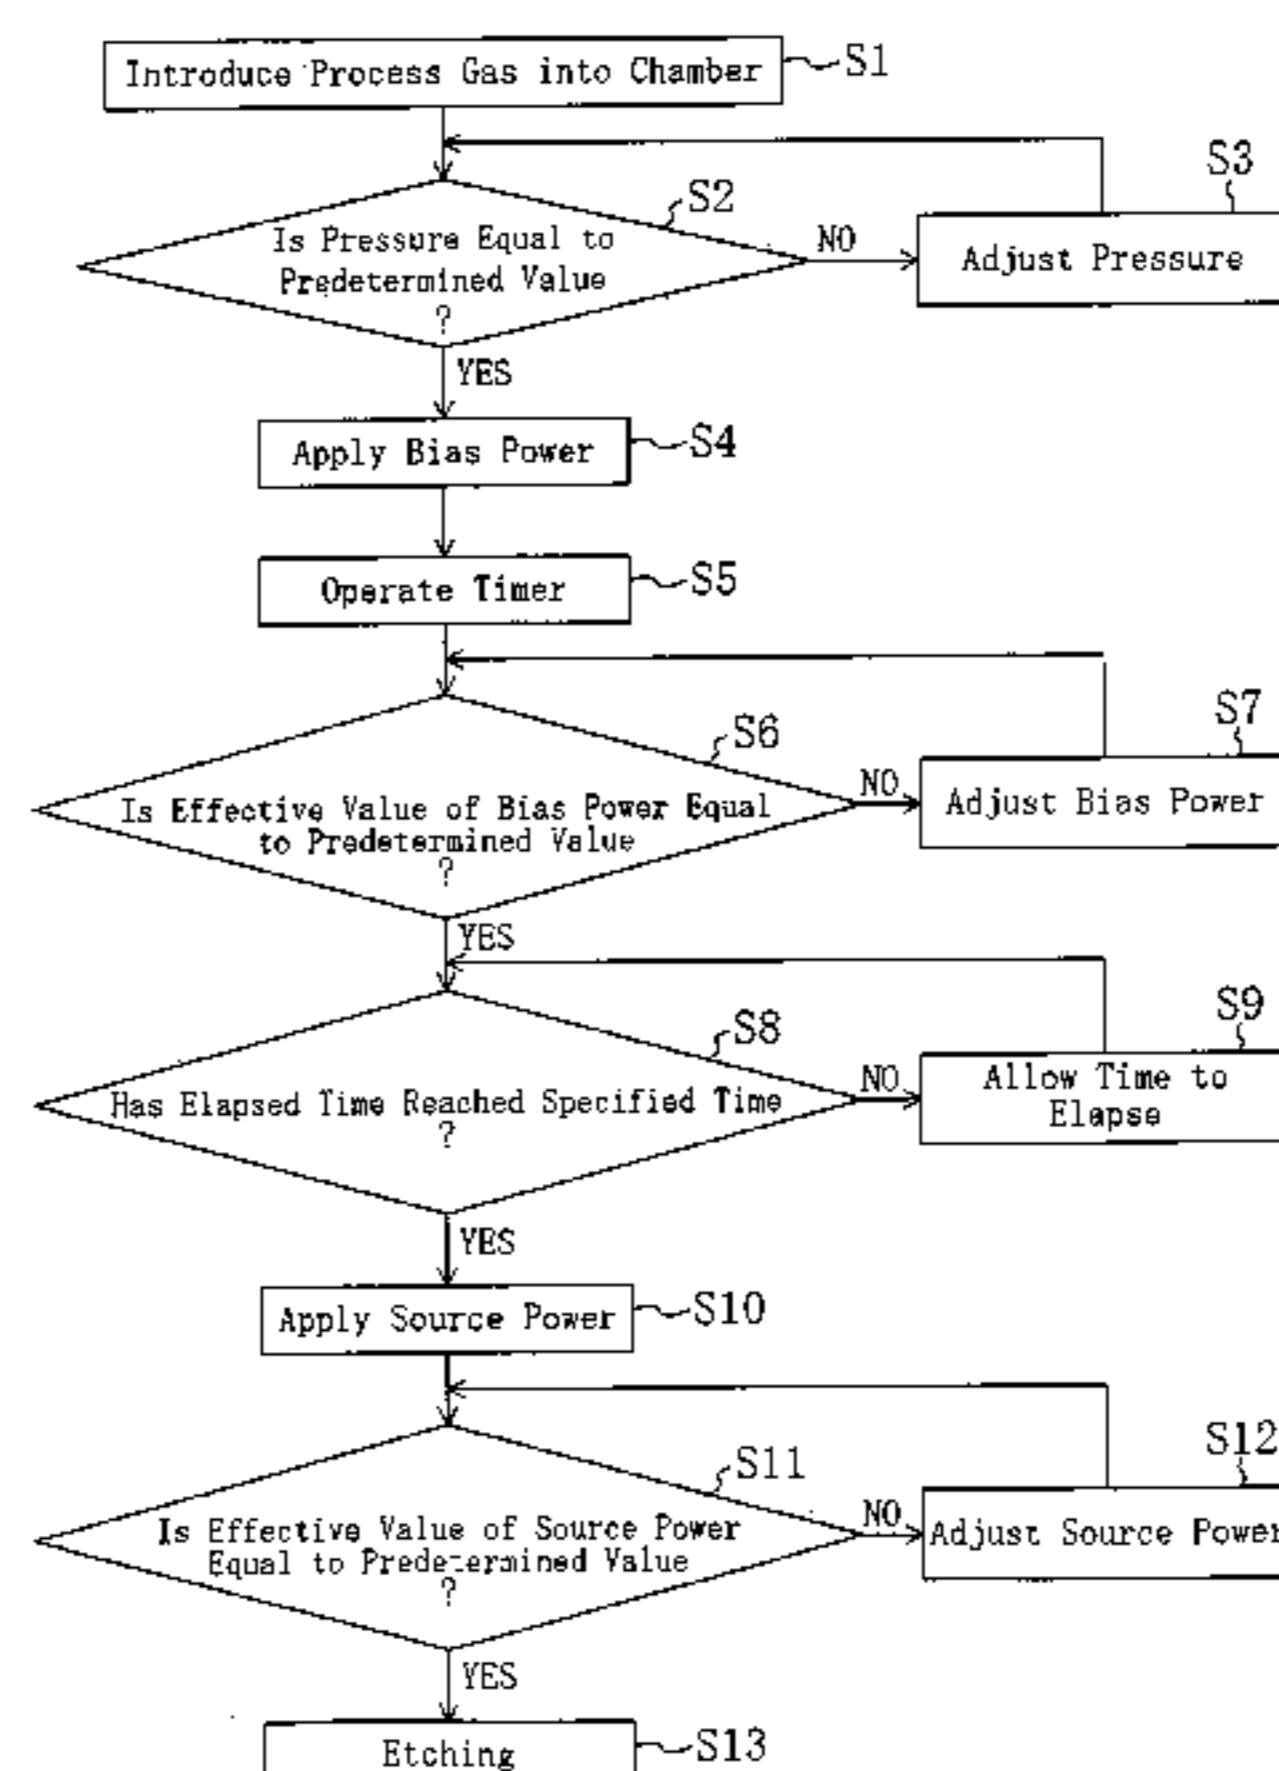 Introduce Process Gas into Chamber
S1
S2
Is Pressure Equal to
Predetermined Value
?
NO
S3
Adjust Pressure
YES
Apply Bias Power
S4
Operate Timer
S5
S6
Is Effective Value of Bias Power Equal
to Predetermined Value
?
NO
S7
Adjust Bias Power
YES
S8
Has Elapsed Time Reached Specified Time
?
NO
S9
Allow Time to
Elapse
YES
Apply Source Power
S10
S11
Is Effective Value of Source Power
Equal to Predetermined Value
?
NO
S12
Adjust Source Power
YES
Etching
S13